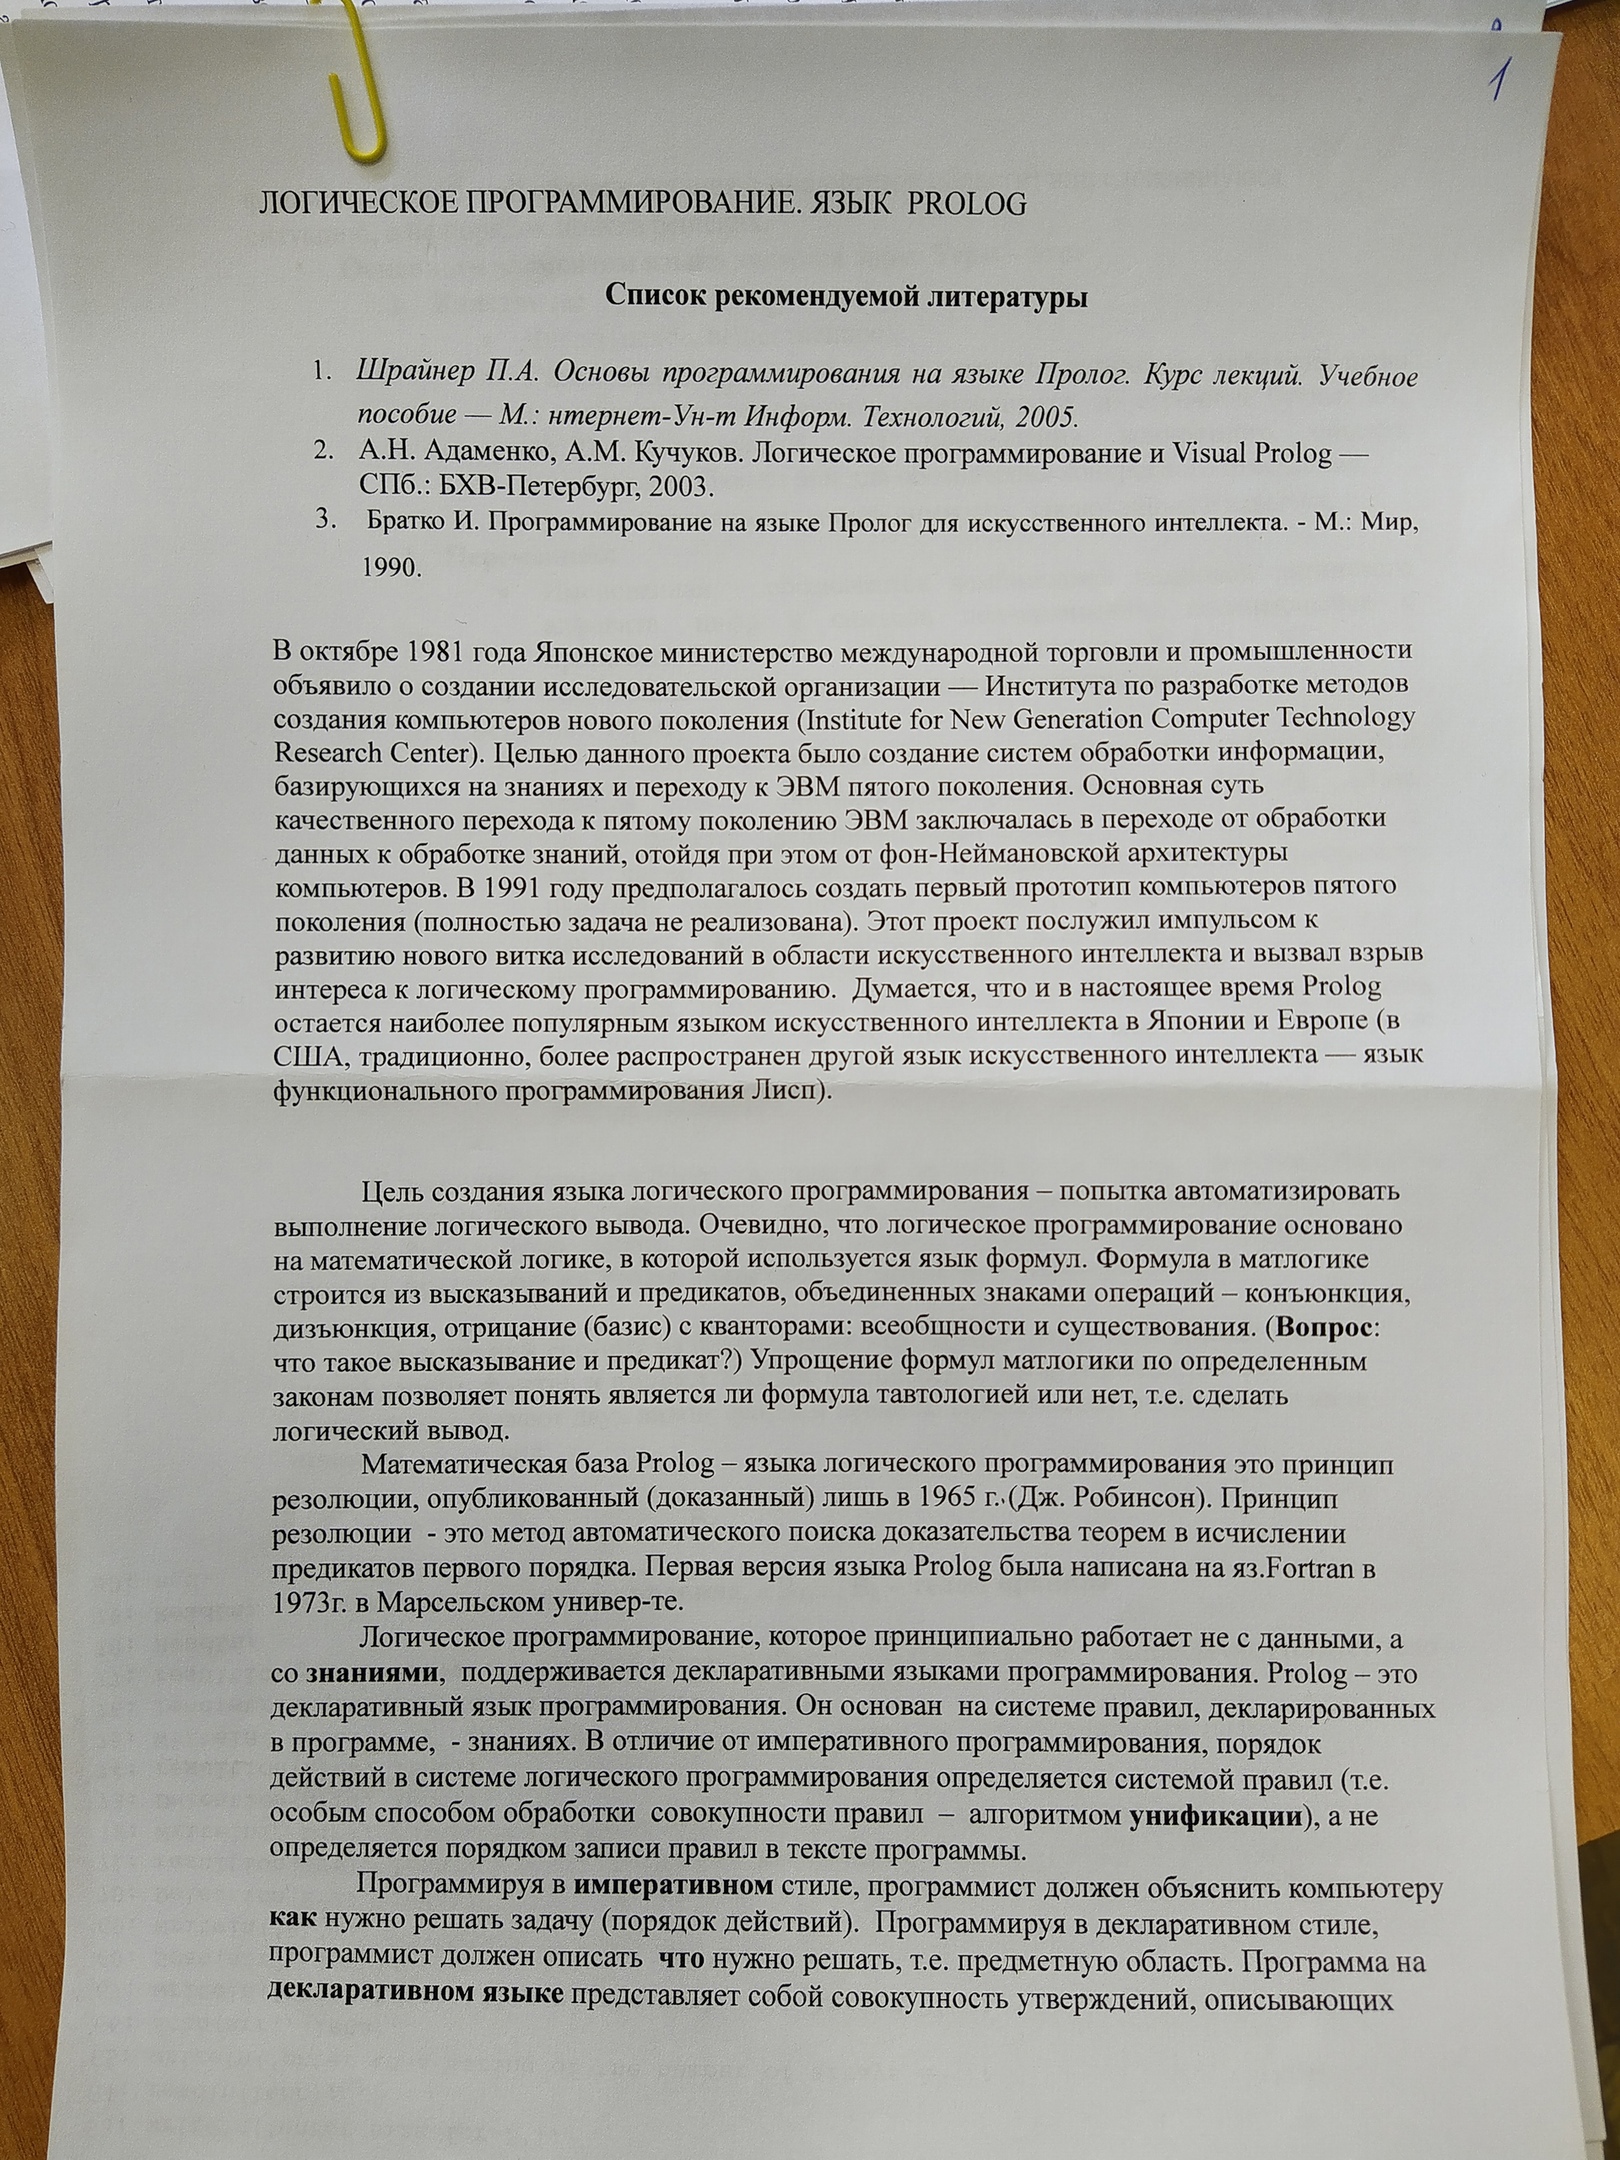 1
ЛОГИЧЕСКОЕ ПРОГРАММИРОВАНИЕ. ЯЗЫК PROLOG
Список рекомендуемой литературы
1. Шрайнер П.А. Основы программирования на языке Пролог. Курс лекций. Учебное
пособие — М.: нтернет-Ун-т Информ. Технологий, 2005.
2. А.Н. Адаменко, А.М. Кучуков. Логическое программирование и Visual Prolog —
СПб.: БХВ-Петербург, 2003.
3. Братко И. Программирование на языке Пролог для искусственного интеллекта. - М.: Мир,
1990.
В октябре 1981 года Японское министерство международной торговли и промышленности
объявило о создании исследовательской организации — Института по разработке методов
создания компьютеров нового поколения (Institute for New Generation Computer Technology
Research Center). Целью данного проекта было создание систем обработки информации,
базирующихся на знаниях и переходу к ЭВМ пятого поколения. Основная суть
качественного перехода к пятому поколению ЭВМ заключалась в переходе от обработки
данных к обработке знаний, отойдя при этом от фон-Неймановской архитектуры
компьютеров. В 1991 году предполагалось создать первый прототип компьютеров пятого
поколения (полностью задача не реализована). Этот проект послужил импульсом к
развитию нового витка исследований в области искусственного интеллекта и вызвал взрыв
интереса к логическому программированию. Думается, что и в настоящее время Prolog
остается наиболее популярным языком искусственного интеллекта в Японии и Европе (в
США, традиционно, более распространен другой язык искусственного интеллекта — язык
функционального программирования Лисп).
Цель создания языка логического программирования – попытка автоматизировать
выполнение логического вывода. Очевидно, что логическое программирование основано
на математической логике, в которой используется язык формул. Формула в матлогике
строится из высказываний и предикатов, объединенных знаками операций – конъюнкция,
дизъюнкция, отрицание (базис) с кванторами: всеобщности и существования. (Вопрос:
что такое высказывание и предикат?) Упрощение формул матлогики по определенным
законам позволяет понять является ли формула тавтологией или нет, т.е. сделать
логический вывод.
Математическая база Prolog – языка логического программирования это принцип
резолюции, опубликованный (доказанный) лишь в 1965 г..(Дж. Робинсон). Принцип
резолюции - это метод автоматического поиска доказательства теорем в исчислении
предикатов первого порядка. Первая версия языка Prolog была написана на яз.Fortran в
1973г. в Марсельском универ-те.
Логическое программирование, которое принципиально работает не с данными, а
со знаниями, поддерживается декларативными языками программирования. Prolog – это
декларативный язык программирования. Он основан на системе правил, декларированных
в программе, - знаниях. В отличие от императивного программирования, порядок
действий в системе логического программирования определяется системой правил (т.е.
особым способом обработки совокупности правил – алгоритмом унификации), а не
определяется порядком записи правил в тексте программы.
Программируя в императивном стиле, программист должен объяснить компьютеру
как нужно решать задачу (порядок действий). Программируя в декларативном стиле,
программист должен описать что нужно решать, т.е. предметную область. Программа на
декларативном языке представляет собой совокупность утверждений, описывающих